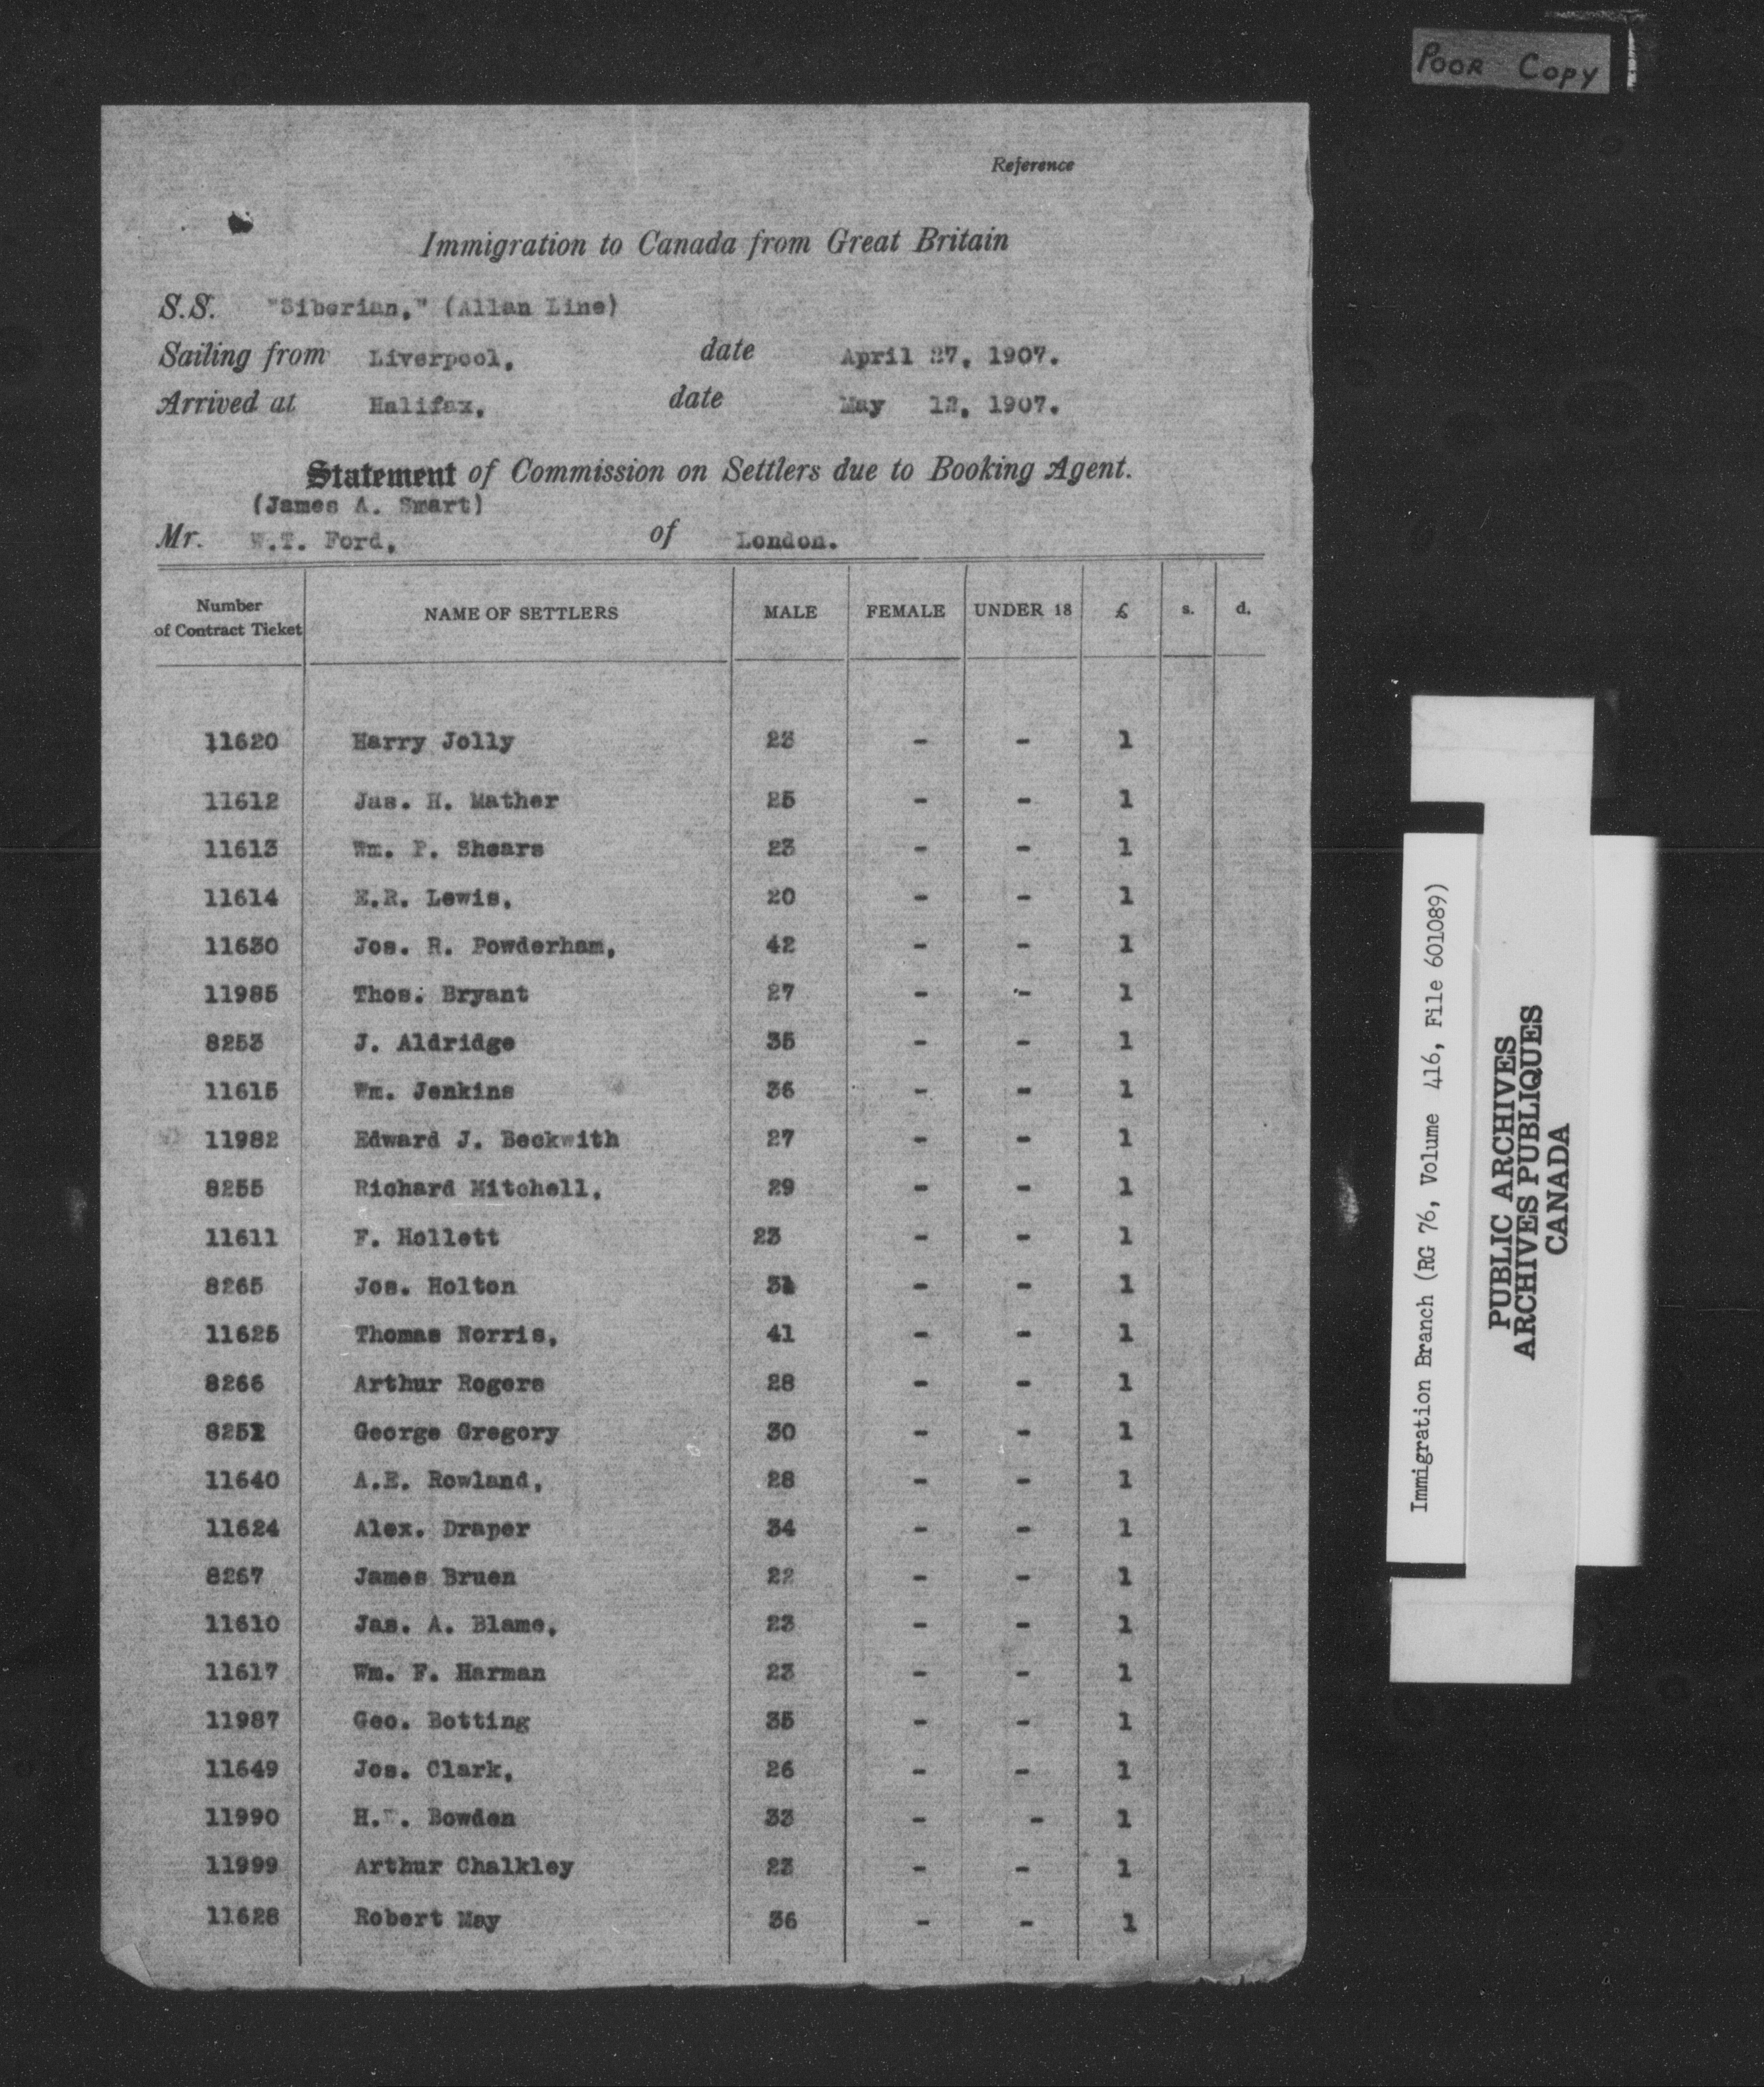 POOR COPY
Reference
Immigration to Canada from Great Britain
S.S. "Siberian," (Allan Line)
Sailing from Liverpool, date April 27, 1907.
Arrived at Halifax, date May 12, 1907.
Statement of Commission on Settlers due to Booking Agent.
(James A. Smart)
Mr. W.T. Ford, of London.
Number of Contract Ticket NAME OF SETTLERS MALE FEMALE UNDER 18 £ s. d.
11620 Harry Jolly 23 - - 1
11612 Jas. H. Mather 25 - - 1
11613 Wm. P. Shears 23 - - 1
11614 E.R. Lewis, 20 - - 1
11630 Jos. R. Powderham, 42 - - 1
11985 Thos. Bryant 27 - - 1
8253 J. Aldridge 35 - - 1
11615 Wm. Jenkins 36 - - 1
11982 Edward J. Beckwith 27 - - 1
8255 Richard Mitchell, 29 - - 1
11611 F. Hollett 23 - - 1
8265 Jos. Holton - - 1
11625 Thomas Norris, 41 - - 1
8266 Arthur Rogers 28 - - 1
8252 George Gregory 30 - - 1
11640 A.E. Rowland, 28 - - 1
11624 Alex. Draper 34 - - 1
8267 James Bruen 22 - - 1
11610 Jas. A. Blame, 23 - - 1
11617 Wm. F. Harman 23 - - 1
11987 Geo. Botting 35 - - 1
11649 Jos. Clark, 26 - - 1
11990 Bowden 33 - - 1
11999 Arthur Chalkley 23 - - 1
11628 Robert May 36 - - 1
Immigration Branch (RG 76, Volume 416, File 601089)
PUBLIC ARCHIVES
ARCHIVES PUBLIQUES
CANADA